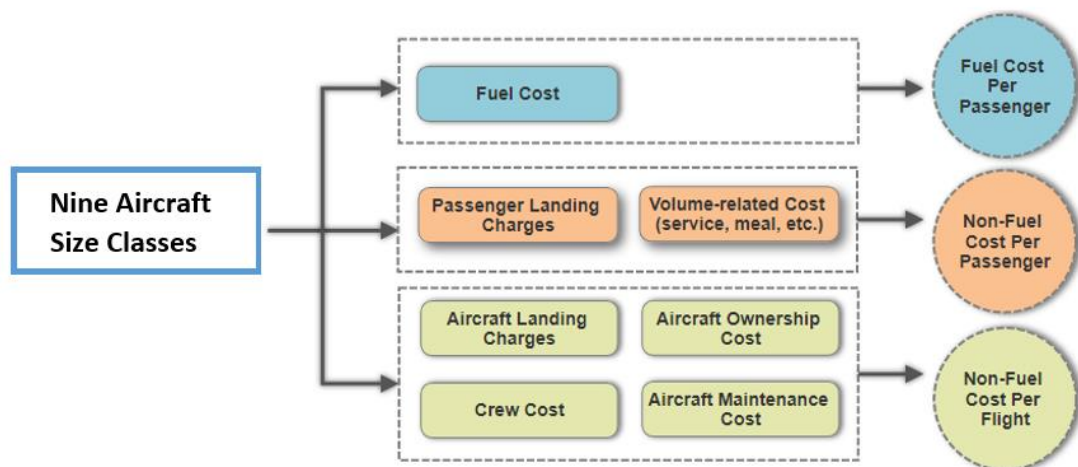 Nine Aircraft
Size Classes
Fuel Cost
Fuel Cost
Per
Passenger
Passenger Landing
Charges
Volume-related Cost
(service, meal, etc.)
Non-Fuel
Cost Per
Passenger
Aircraft Landing
Charges
Aircraft Ownership
Cost
Crew Cost
Aircraft Maintenance
Cost
Non-Fuel
Cost Per
Flight